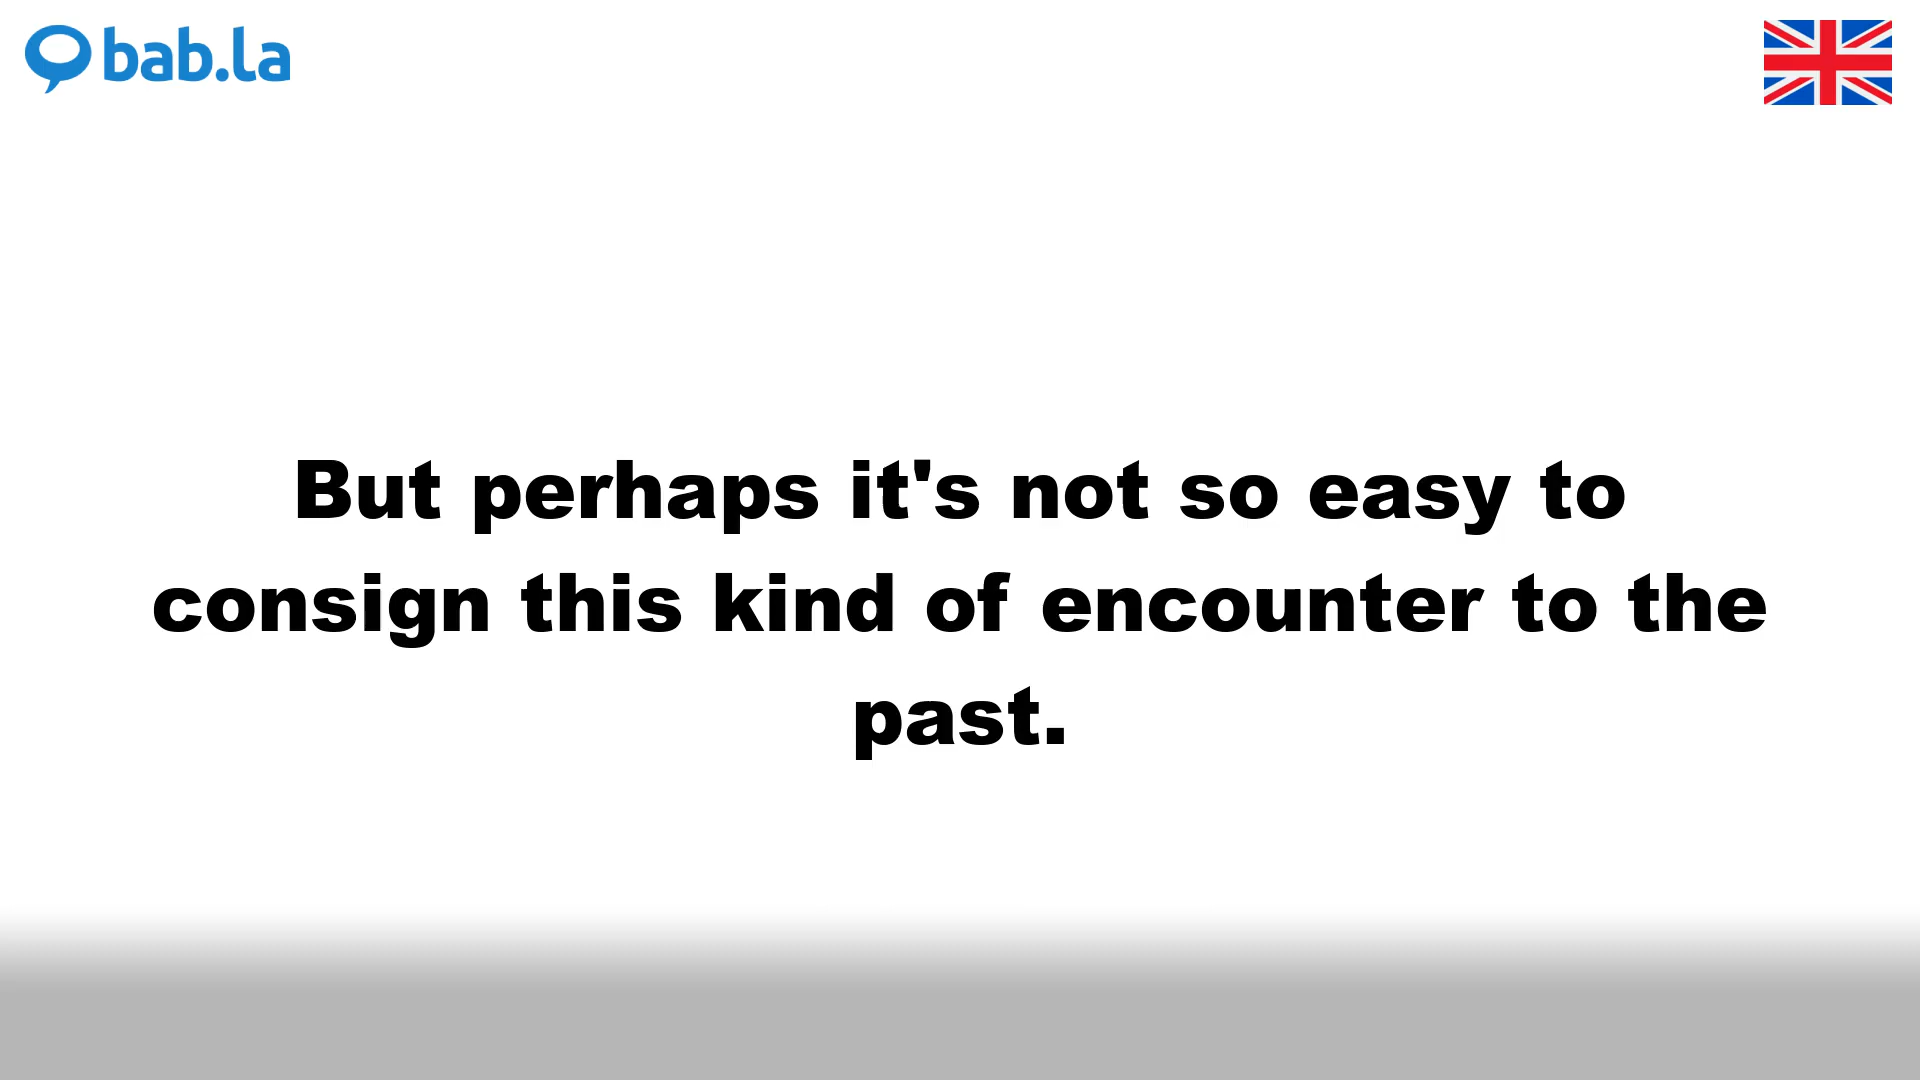 bab.la
But perhaps it's not so easy to
consign this kind of encounter to the
past.